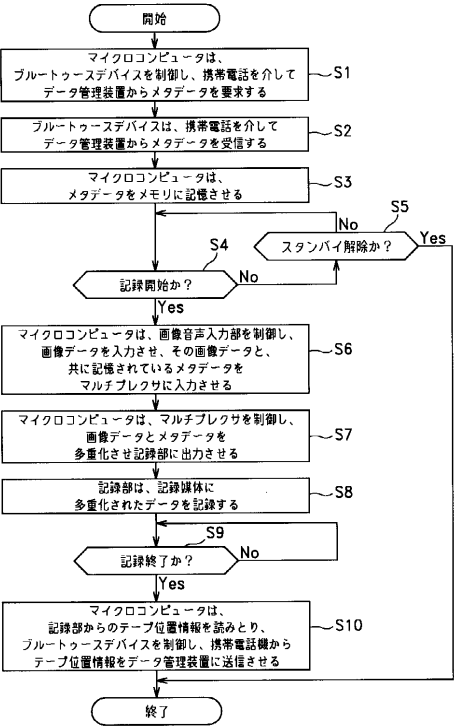 開始
マイクロコンピュータは、
ブルートゥースデバイスを制御し、携帯電話を介して
データ管理装置からメタデータを要求する
S1
ブルートゥースデバイスは、携帯電話を介して
データ管理装置からメタデータを受信する
S2
マイクロコンピュータは、
メタデータをメモリに記憶させる
S3
No
S5
スタンバイ解除か?
Yes
S4
記録開始か?
No
Yes
マイクロコンピュータは、画像音声入力部を制御し、
画像データを入力させ、その画像データと、
共に記憶されているメタデータを
マルチプレクサに入力させる
S6
マイクロコンピュータは、マルチプレクサを制御し、
画像データとメタデータを
多重化させ記録部に出力させる
S7
記録部は、記録媒体に
多重化されたデータを記録する
S8
S9
記録終了か?
No
Yes
マイクロコンピュータは、
記録部からのテープ位置情報を読みとり、
ブルートゥースデバイスを制御し、携帯電話機から
テープ位置情報をデータ管理装置に送信させる
S10
終了